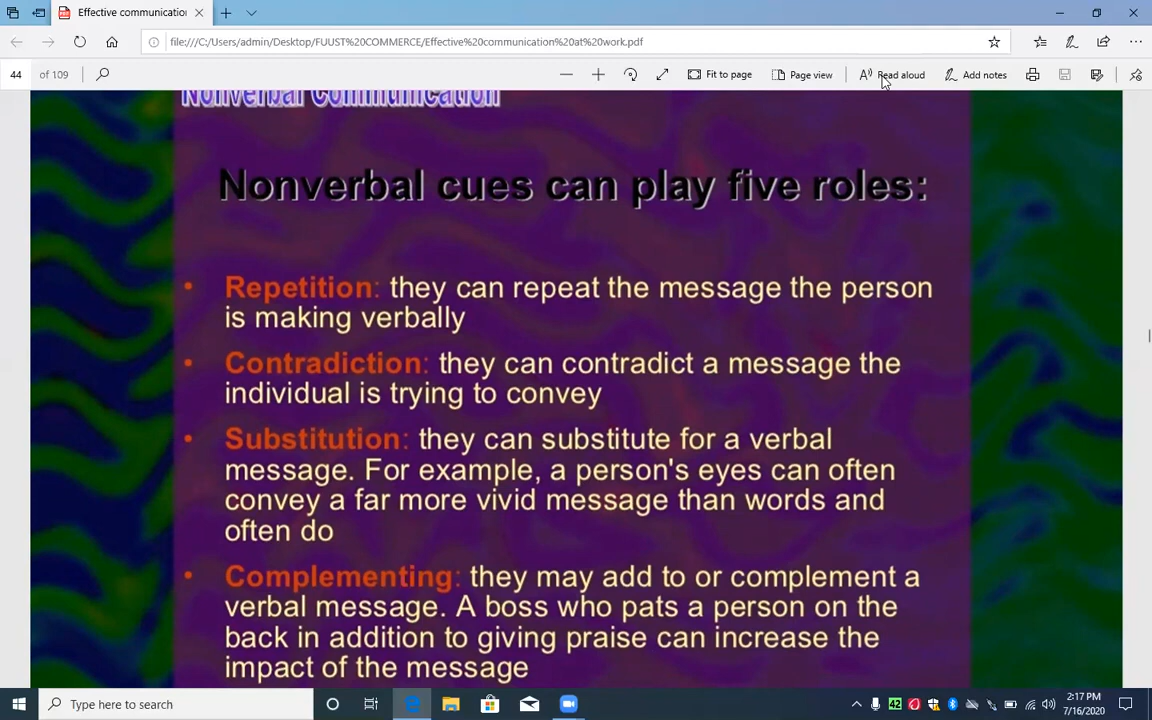 Effective communication
file:///C:/Users/admin/Desktop/FUUST%20COMMERCE/Effective%20communication%20at%20work.pdf
44 of 109 Fit to page Page view Read aloud Add notes
Nonverbal Communication
Nonverbal cues can play five roles:
• Repetition: they can repeat the message the person
is making verbally
• Contradiction: they can contradict a message the
individual is trying to convey
• Substitution: they can substitute for a verbal
message. For example, a person's eyes can often
convey a far more vivid message than words and
often do
• Complementing: they may add to or complement a
verbal message. A boss who pats a person on the
back in addition to giving praise can increase the
impact of the message
Type here to search
42
2:17 PM
7/16/2020